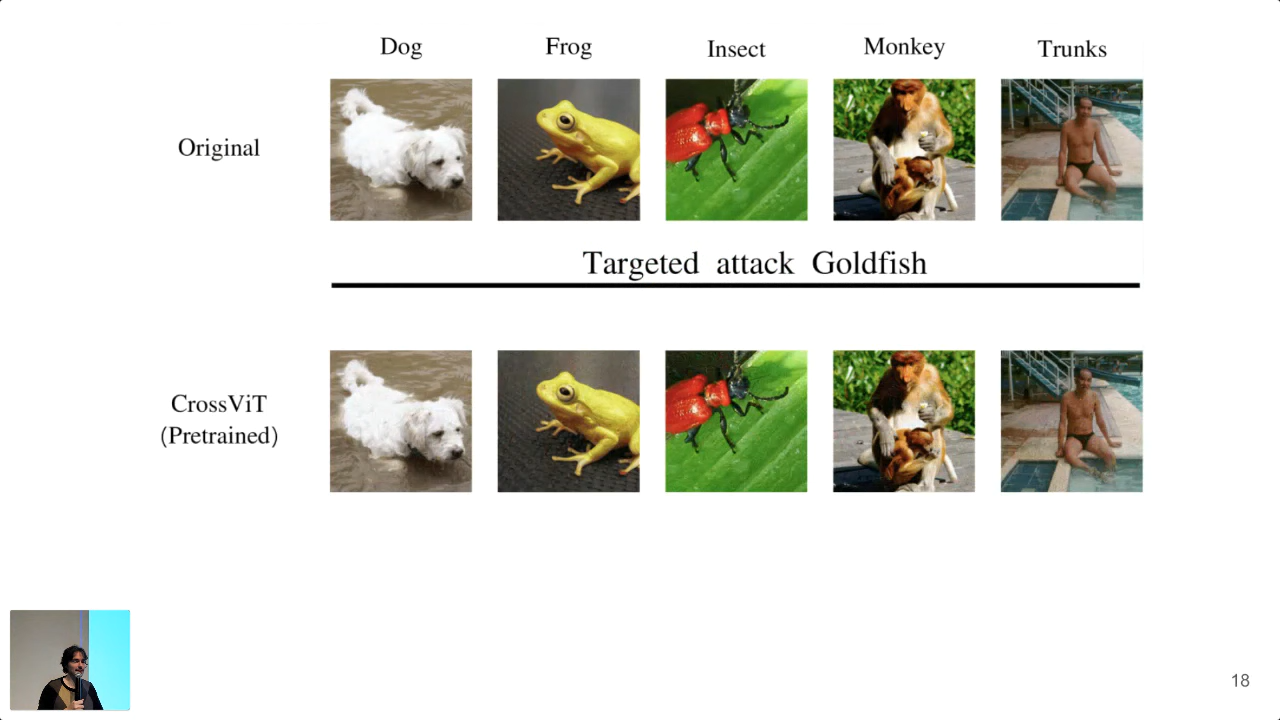 Dog Frog Insect Monkey Trunks
Original
Targeted attack Goldfish
CrossViT
(Pretrained)
18